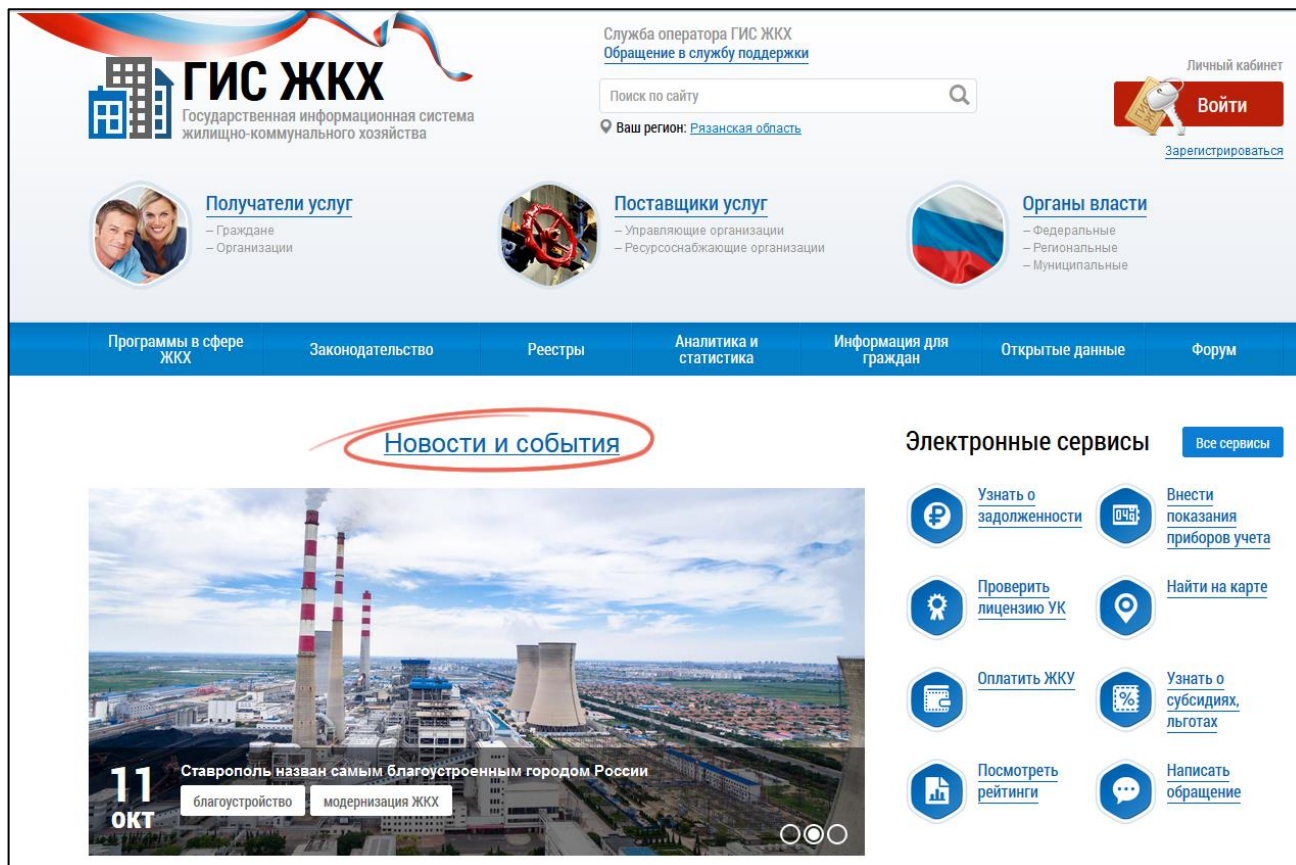 ГИС ЖКХ
Государственная информационная система
жилищно-коммунального хозяйства
Служба оператора ГИС ЖКХ
Обращение в службу поддержки
Поиск по сайту
Ваш регион: Рязанская область
Личный кабинет
Войти
Зарегистрироваться
Получатели услуг
– Граждане
– Организации
Поставщики услуг
– Управляющие организации
– Ресурсоснабжающие организации
Органы власти
– Федеральные
– Региональные
– Муниципальные
Программы в сфере
ЖКХ
Законодательство
Реестры
Аналитика и
статистика
Информация для
граждан
Открытые данные
Форум
Новости и события
11
ОКТ
Ставрополь назван самым благоустроенным городом России
благоустройство
модернизация ЖКХ
Электронные сервисы
Все сервисы
Узнать о
задолженности
Внести
показания
приборов учета
Проверить
лицензию УК
Найти на карте
Оплатить ЖКУ
Узнать о
субсидиях,
льготах
Посмотреть
рейтинги
Написать
обращение